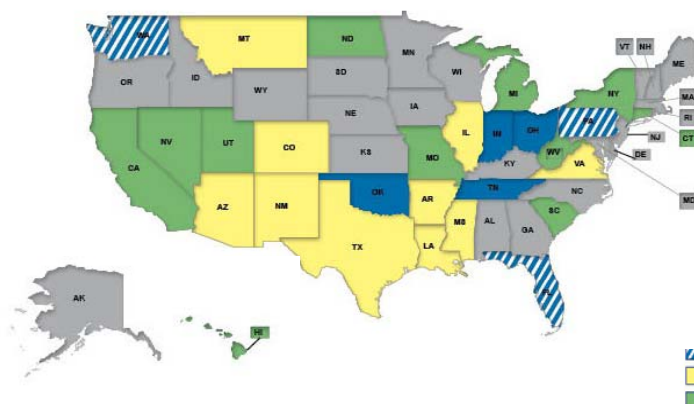 WA
MT
ND
MN
VT
NH
ME
OR
ID
SD
WI
MI
NY
MA
WY
RI
CT
NE
IA
PA
NJ
NV
UT
CO
IL
IN
OH
DE
CA
KS
MO
WV
VA
MD
KY
NC
AZ
NM
OK
AR
TN
SC
TX
LA
MS
AL
GA
FL
AK
HI